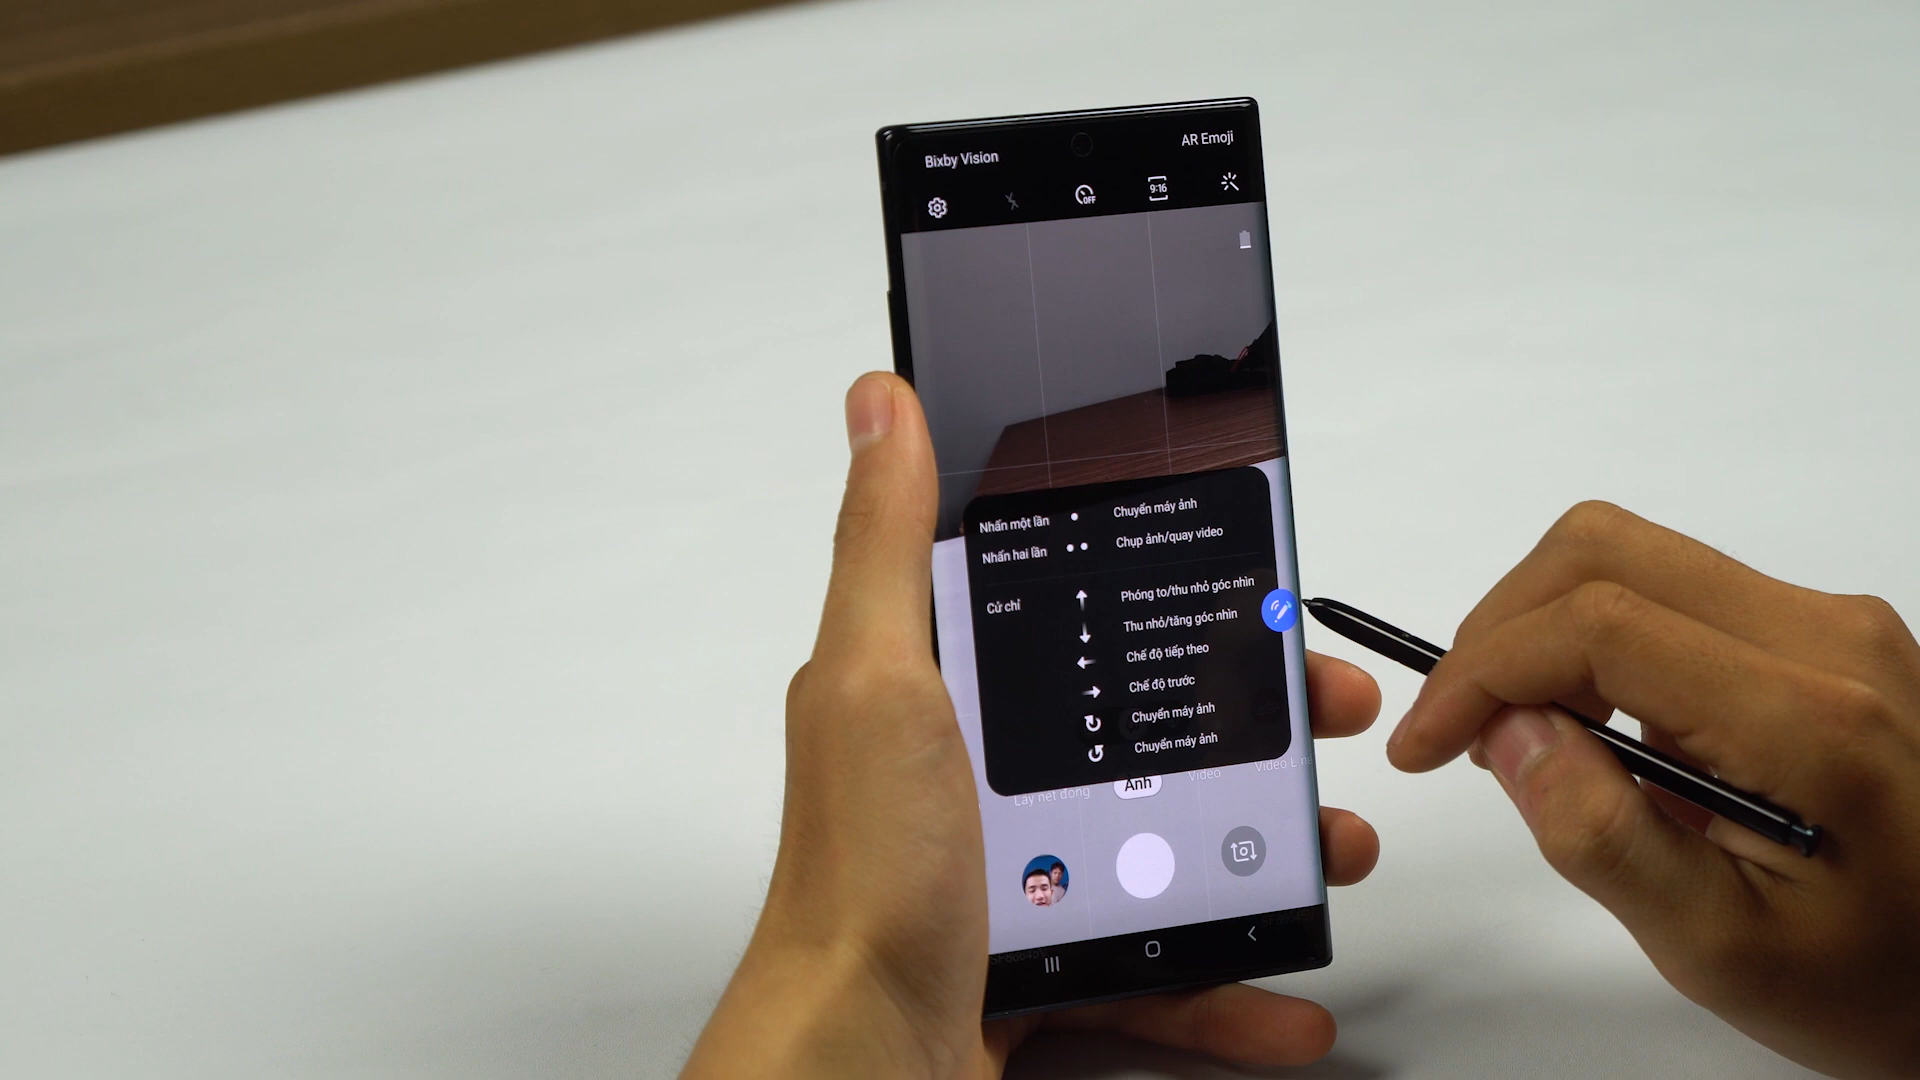 Bixby Vision
AR Emoji
OFF
9:16
Nhấn một lần Chuyển máy ảnh
Nhấn hai lần Chụp ảnh/quay video
Cử chỉ Phóng to/thu nhỏ góc nhìn
Thu nhỏ/tăng góc nhìn
Chế độ tiếp theo
Chế độ trước
Chuyển máy ảnh
Chuyển máy ảnh
Lấy nét động Ảnh Video Video